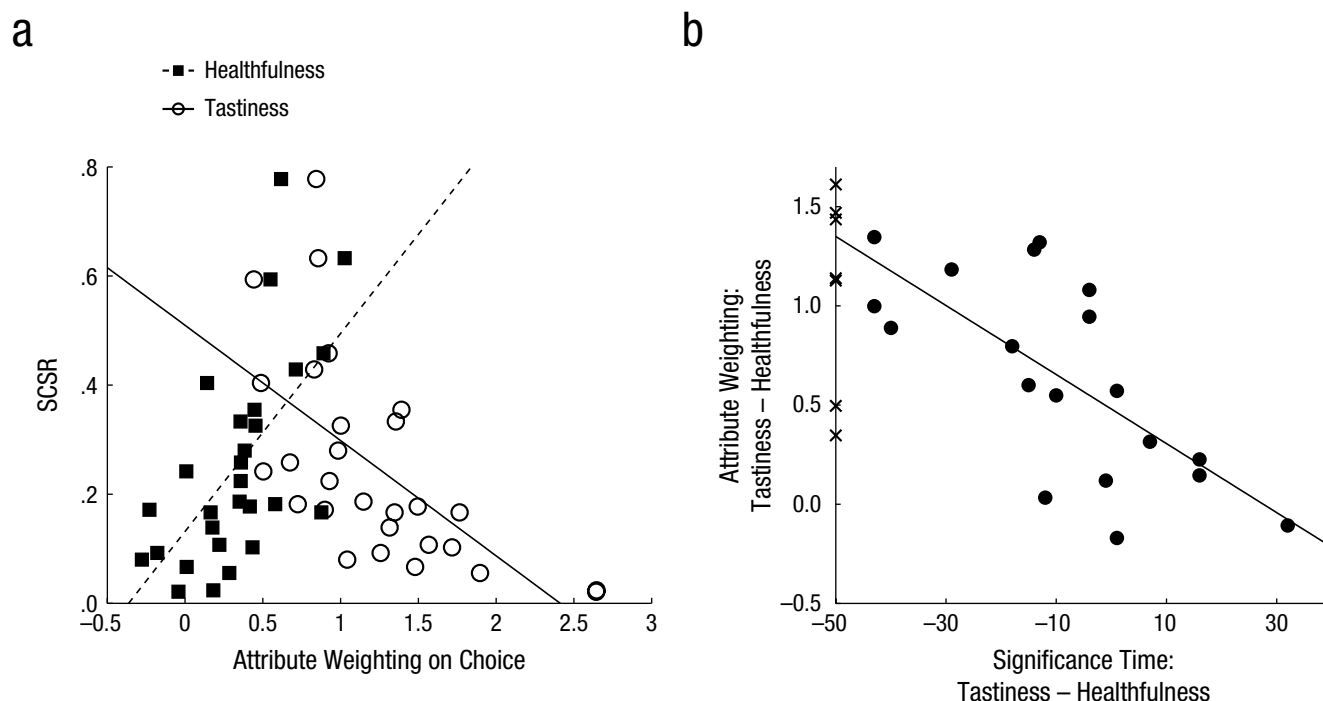 a
Healthfulness
Tastiness
.8
.6
.4
.2
.0
SCSR
–0.5
0
0.5
1
1.5
2
2.5
3
Attribute Weighting on Choice
b
1.5
1.0
0.5
0.0
–0.5
Attribute Weighting:
Tastiness – Healthfulness
–50
–30
–10
10
30
Significance Time:
Tastiness – Healthfulness